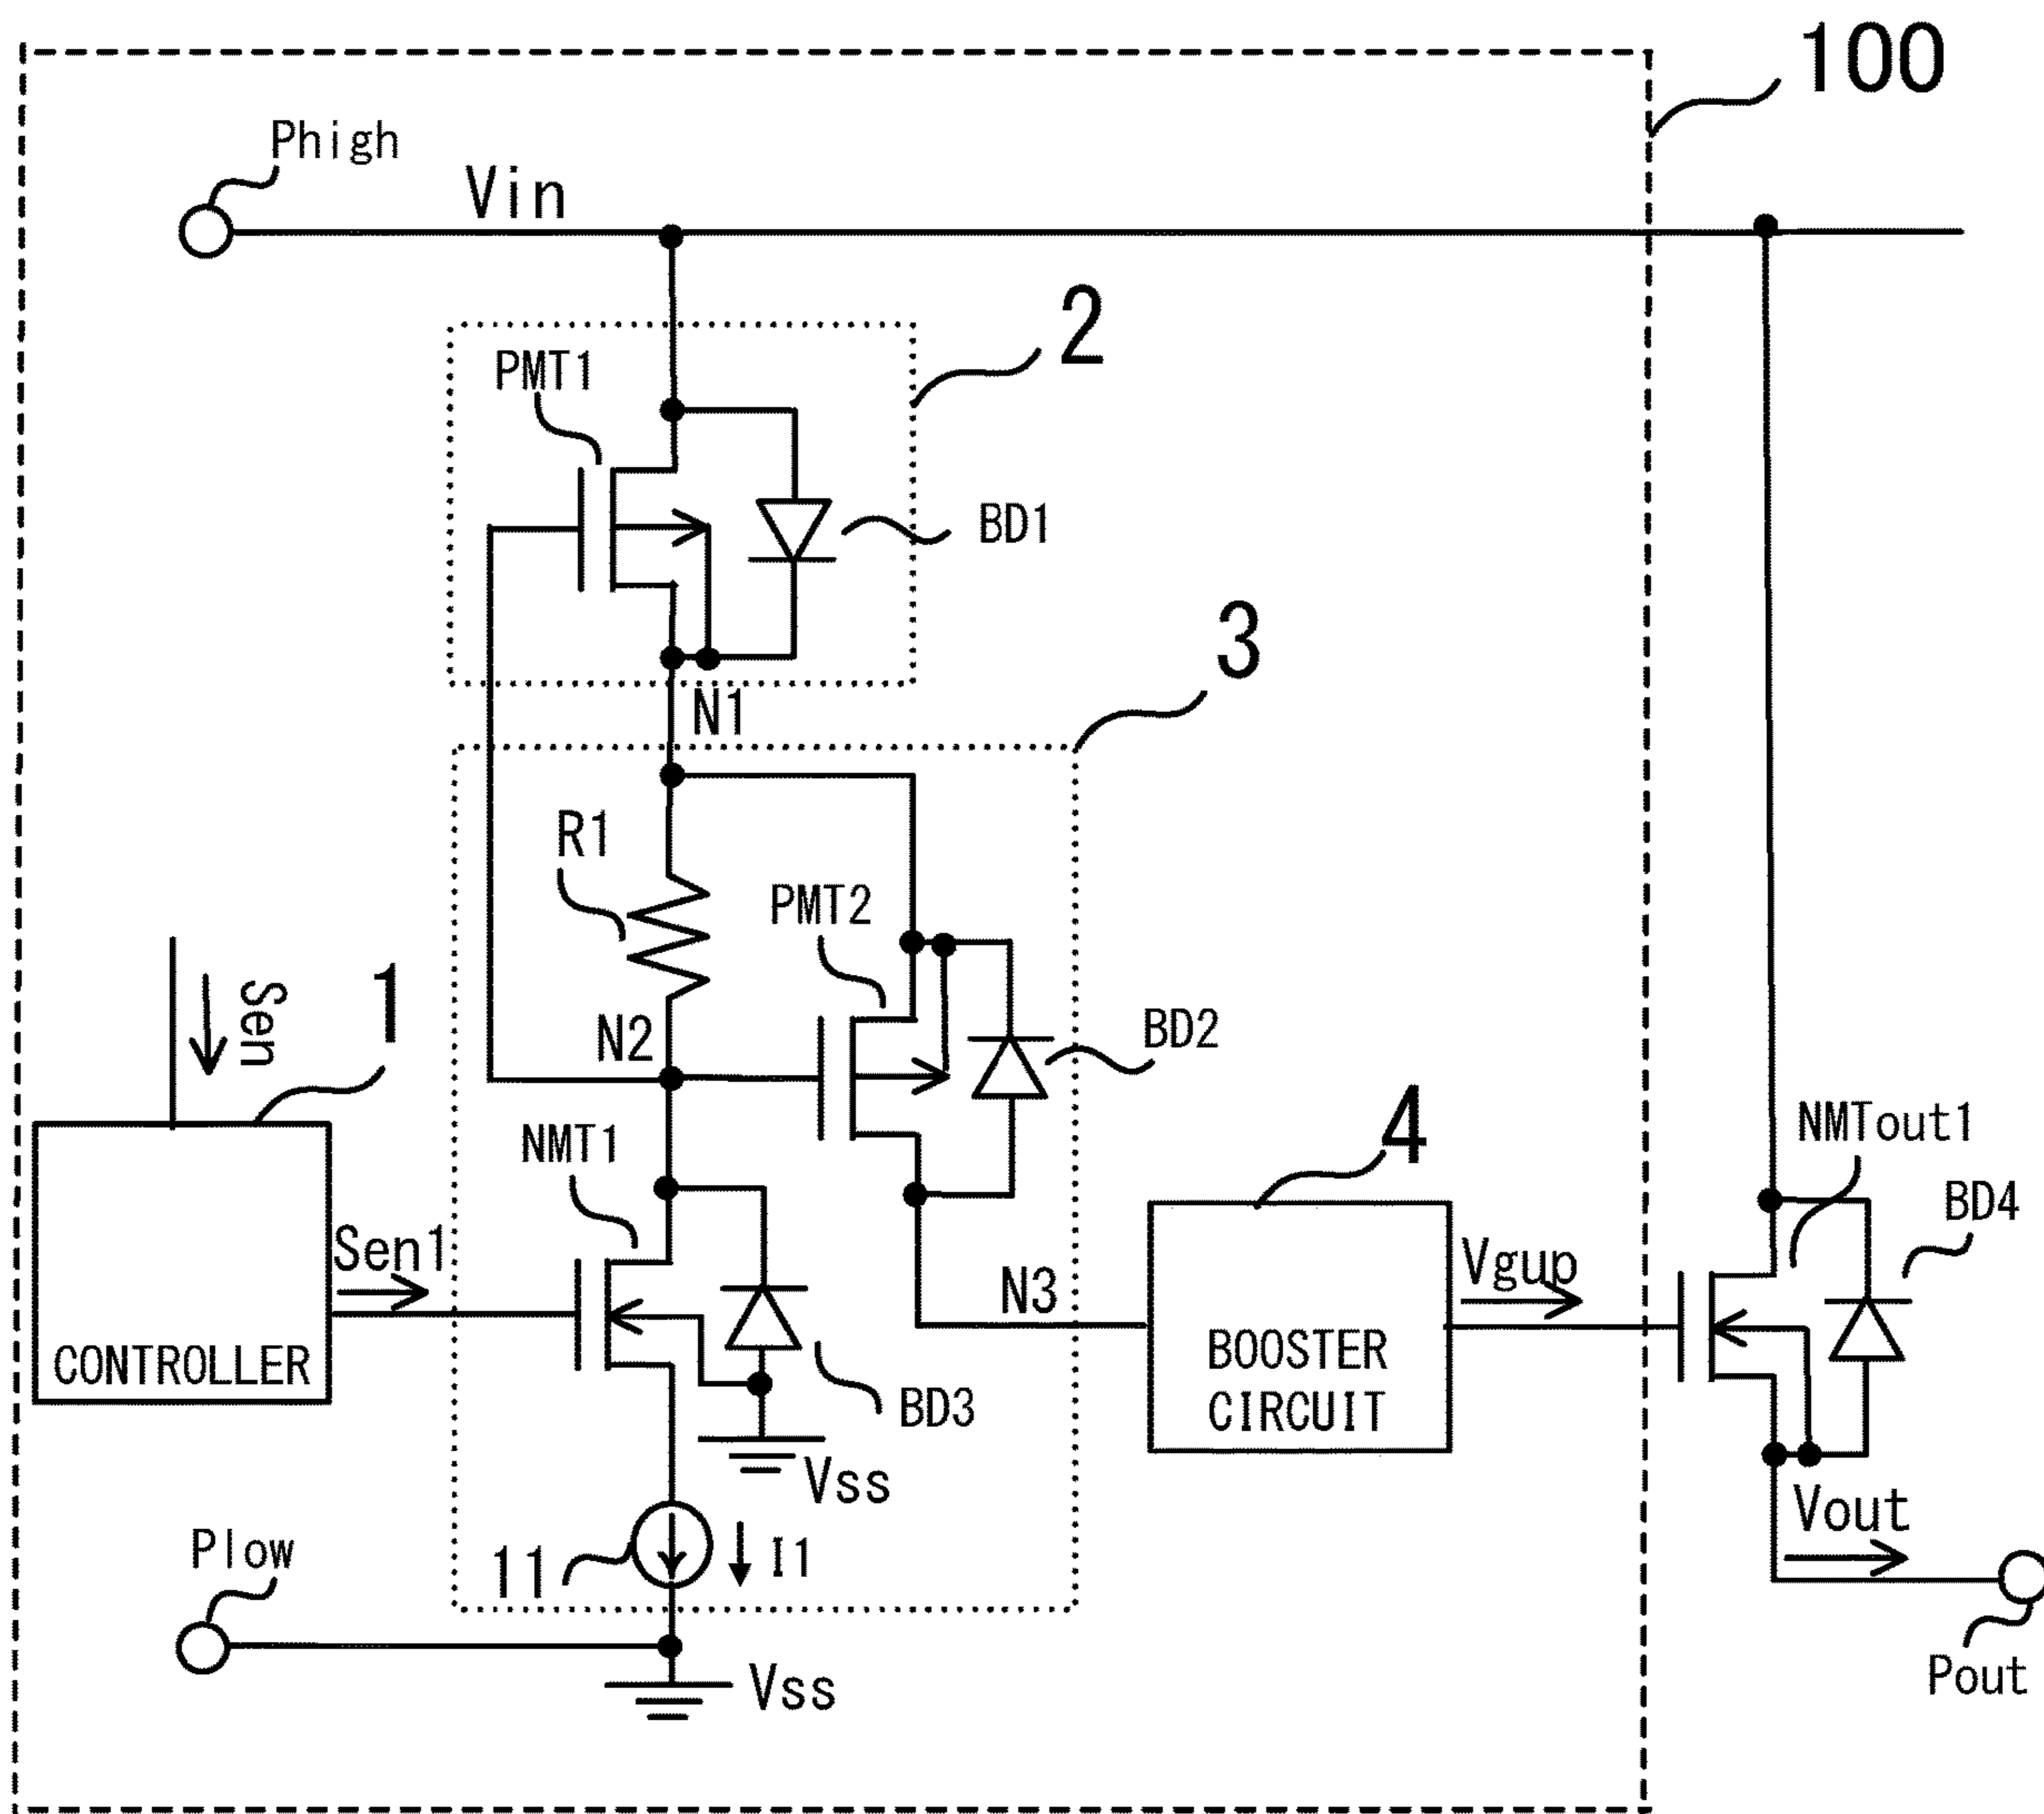 100
Phigh
Vin
2
PMT1
BD1
3
N1
R1
PMT2
Sen
1
N2
BD2
4
NMTout1
NMT1
BD4
Sen1
Vgup
N3
CONTROLLER
BOOSTER
CIRCUIT
BD3
Vss
Vout
Plow
11
I1
Pout
Vss